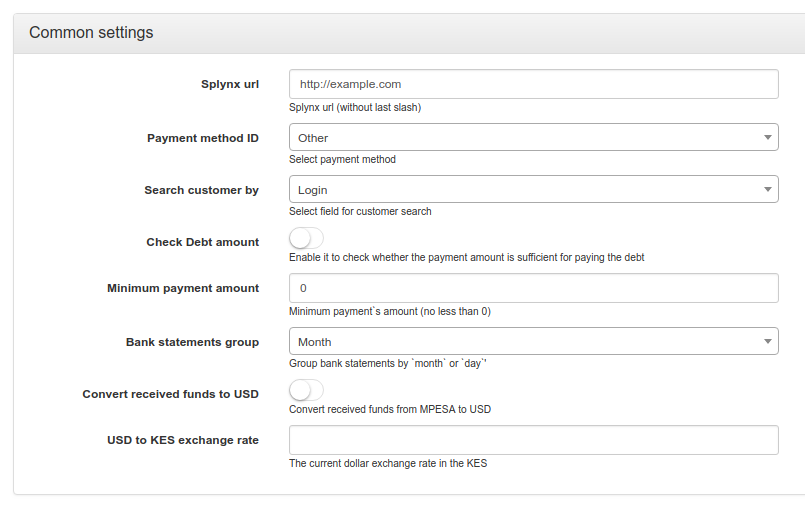 Common settings
Splynx url
http://example.com
Splynx url (without last slash)
Payment method ID
Other
Select payment method
Search customer by
Login
Select field for customer search
Check Debt amount
Enable it to check whether the payment amount is sufficient for paying the debt
Minimum payment amount
0
Minimum payment`s amount (no less than 0)
Bank statements group
Month
Group bank statements by `month` or `day`'
Convert received funds to USD
Convert received funds from MPESA to USD
USD to KES exchange rate
The current dollar exchange rate in the KES